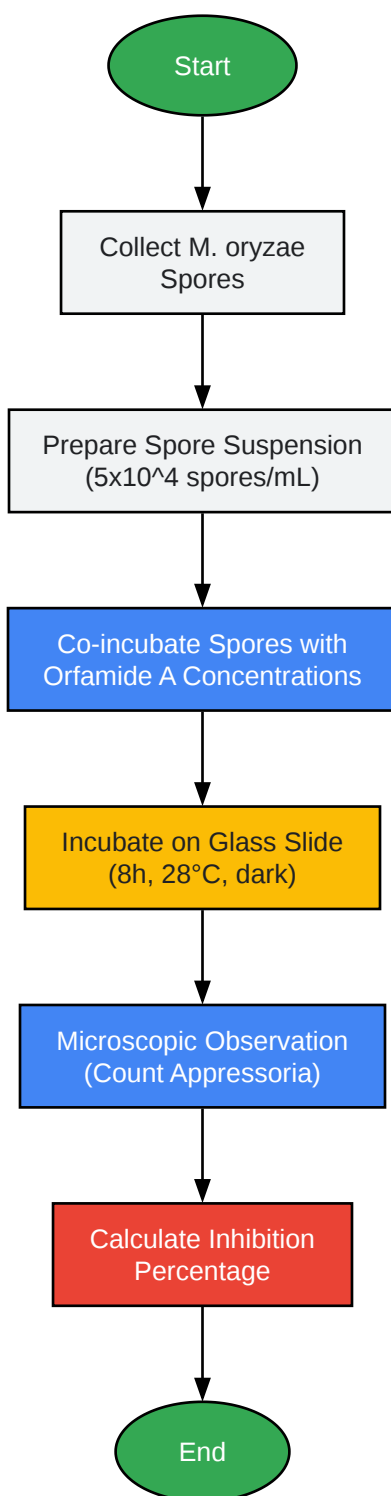 Start
Collect M. oryzae
Spores
Prepare Spore Suspension
(5x10^4 spores/mL)
Co-incubate Spores with
Orfamide A Concentrations
Incubate on Glass Slide
(8h, 28°C, dark)
Microscopic Observation
(Count Appressoria)
Calculate Inhibition
Percentage
End